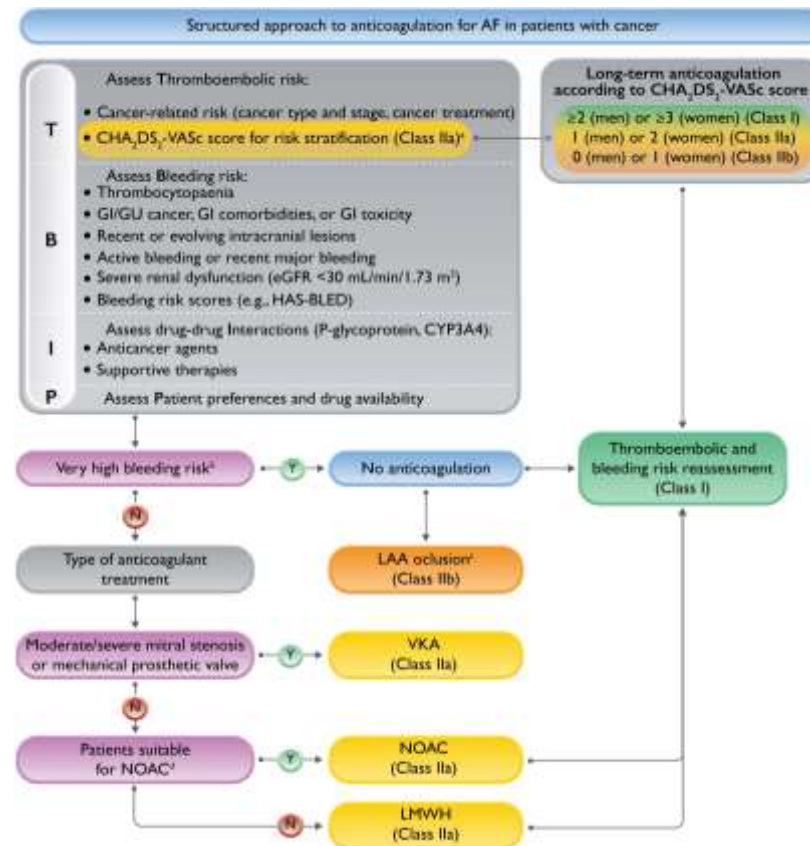 Structured approach to anticoagulation for AF in patients with cancer
T
Assess Thromboembolic risk:
• Cancer-related risk (cancer type and stage, cancer treatment)
• CHA₂DS₂-VASc score for risk stratification (Class IIa)ᵃ
B
Assess Bleeding risk:
• Thrombocytopaenia
• GI/GU cancer, GI comorbidities, or GI toxicity
• Recent or evolving intracranial lesions
• Active bleeding or recent major bleeding
• Severe renal dysfunction (eGFR <30 mL/min/1.73 m²)
• Bleeding risk scores (e.g., HAS-BLED)
I
Assess drug-drug Interactions (P-glycoprotein, CYP3A4):
• Anticancer agents
• Supportive therapies
P
Assess Patient preferences and drug availability
Long-term anticoagulation
according to CHA₂DS₂-VASc score
≥2 (men) or ≥3 (women) (Class I)
1 (men) or 2 (women) (Class IIa)
0 (men) or 1 (women) (Class IIb)
Very high bleeding riskᵇ
Y
No anticoagulation
Thromboembolic and
bleeding risk reassessment
(Class I)
N
Type of anticoagulant
treatment
LAA oclusionᶜ
(Class IIb)
Moderate/severe mitral stenosis
or mechanical prosthetic valve
Y
VKA
(Class IIa)
N
Patients suitable
for NOACᵈ
Y
NOAC
(Class IIa)
N
LMWH
(Class IIa)